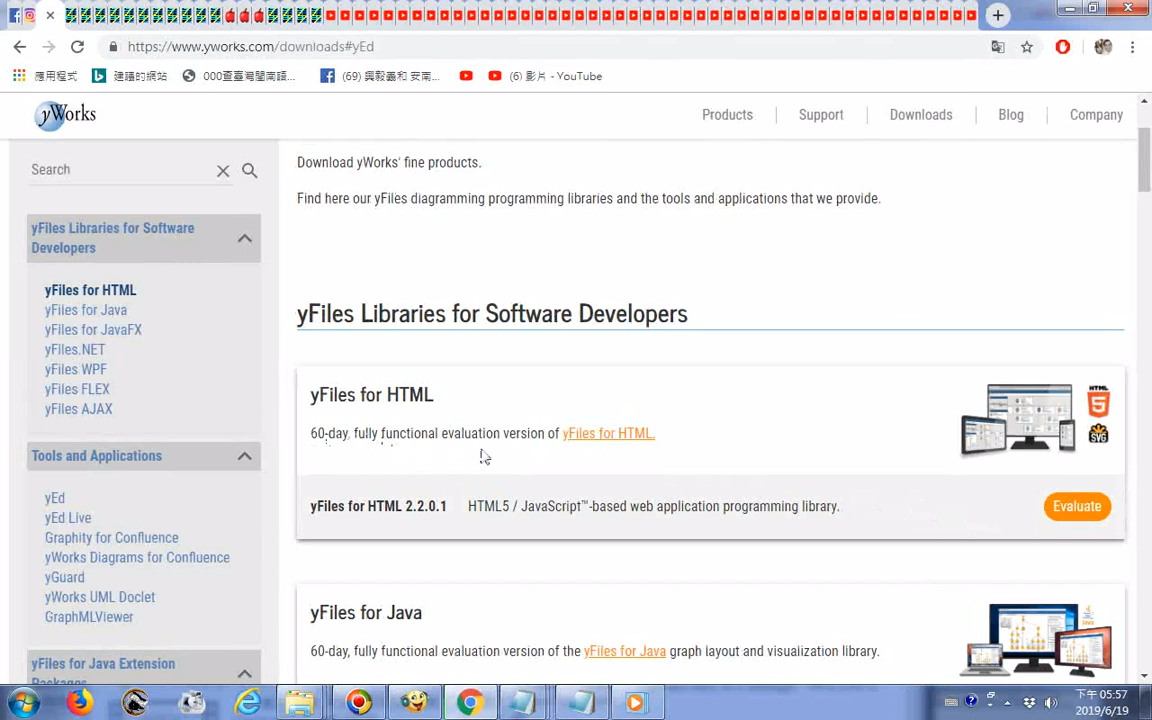 https://www.yworks.com/downloads#yEd
應用程式
建議的網站
000查臺灣閩南語...
(69) 興毅義和 安南...
(6) 影片 - YouTube
yWorks
Products
Support
Downloads
Blog
Company
Search
yFiles Libraries for Software
Developers
yFiles for HTML
yFiles for Java
yFiles for JavaFX
yFIles.NET
yFiles WPF
yFiles FLEX
yFiles AJAX
Tools and Applications
yEd
yEd Live
Graphity for Confluence
yWorks Diagrams for Confluence
yGuard
yWorks UML Doclet
GraphMLViewer
yFiles for Java Extension
Packages
Download yWorks' fine products.
Find here our yFiles diagramming programming libraries and the tools and applications that we provide.
yFiles Libraries for Software Developers
yFiles for HTML
60-day, fully functional evaluation version of yFiles for HTML.
HTML
SVG
yFiles for HTML 2.2.0.1 HTML5 / JavaScript™-based web application programming library.
Evaluate
yFiles for Java
60-day, fully functional evaluation version of the yFiles for Java graph layout and visualization library.
下午 05:57
2019/6/19